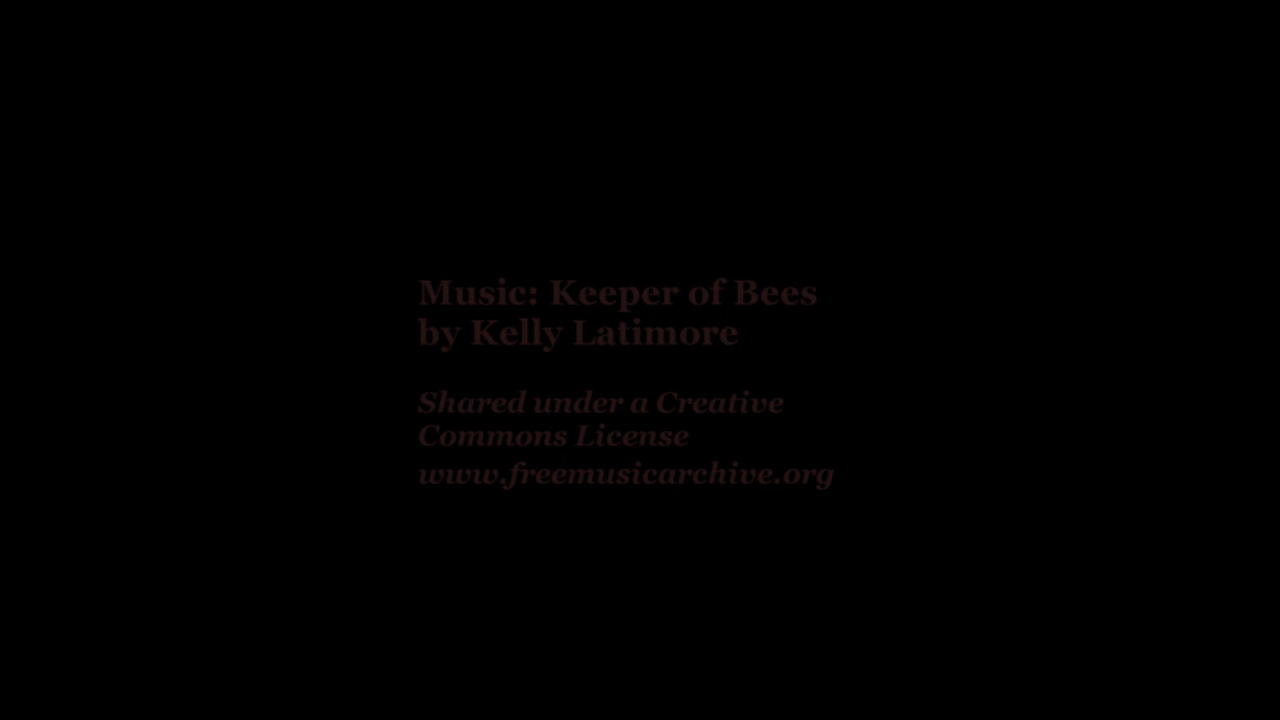 Music: Keeper of Bees
by Kelly Latimore
Shared under a Creative
Commons License
www.freemusicarchive.org